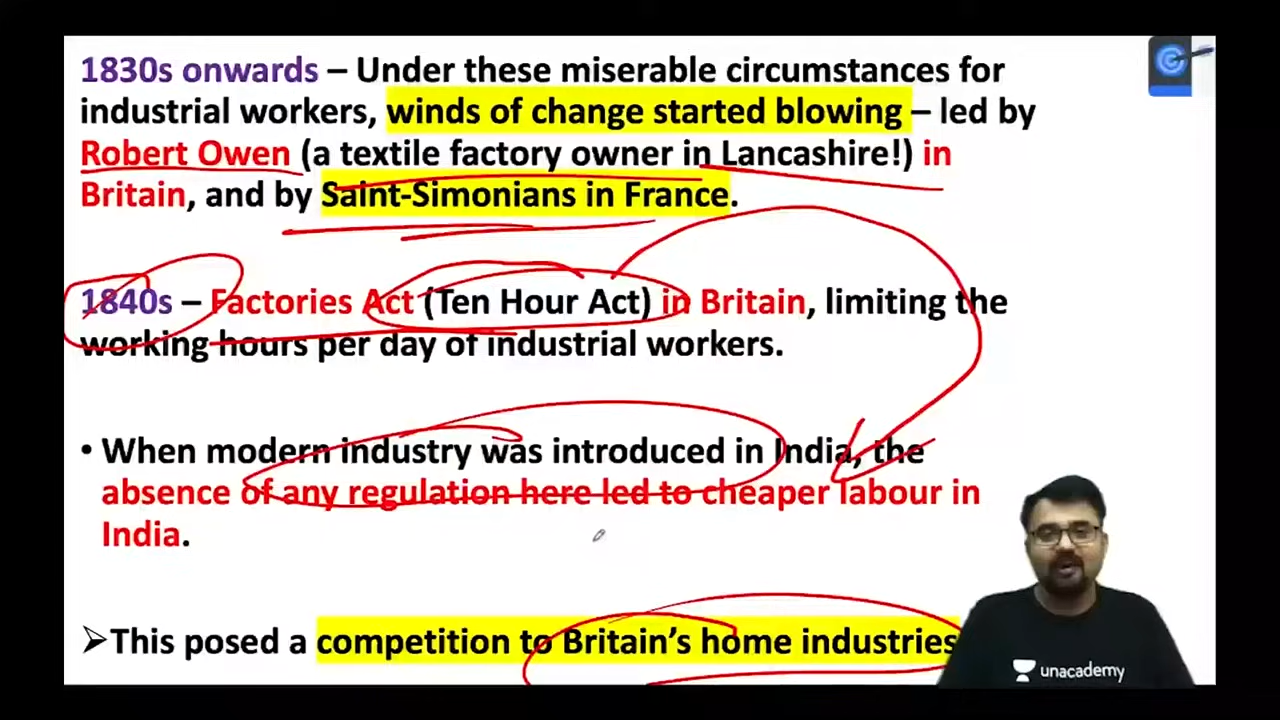 1830s onwards – Under these miserable circumstances for
industrial workers, winds of change started blowing – led by
Robert Owen (a textile factory owner in Lancashire!) in
Britain, and by Saint-Simonians in France.
1840s – Factories Act (Ten Hour Act) in Britain, limiting the
working hours per day of industrial workers.
• When modern industry was introduced in India, the
absence of any regulation here led to cheaper labour in
India.
➢This posed a competition to Britain's home industries
unacademy